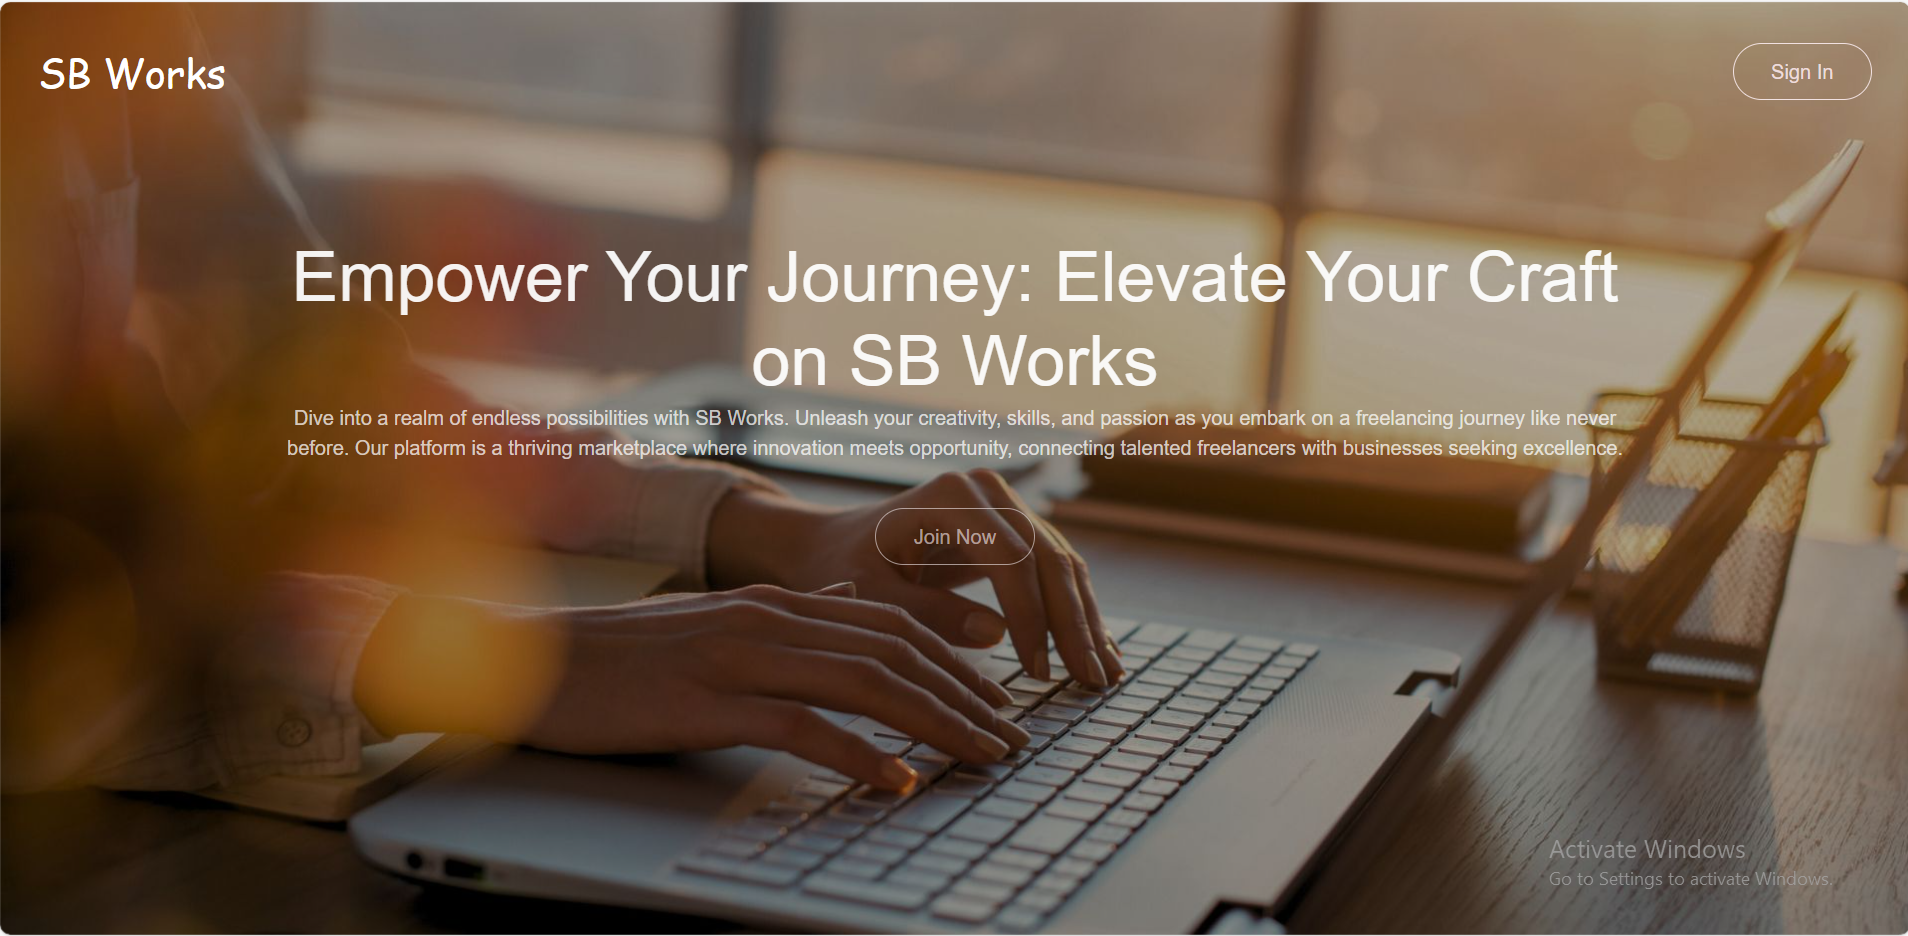 SB Works
Sign In
Empower Your Journey: Elevate Your Craft
on SB Works
Dive into a realm of endless possibilities with SB Works. Unleash your creativity, skills, and passion as you embark on a freelancing journey like never
before. Our platform is a thriving marketplace where innovation meets opportunity, connecting talented freelancers with businesses seeking excellence.
Join Now
Activate Windows
Go to Settings to activate Windows.